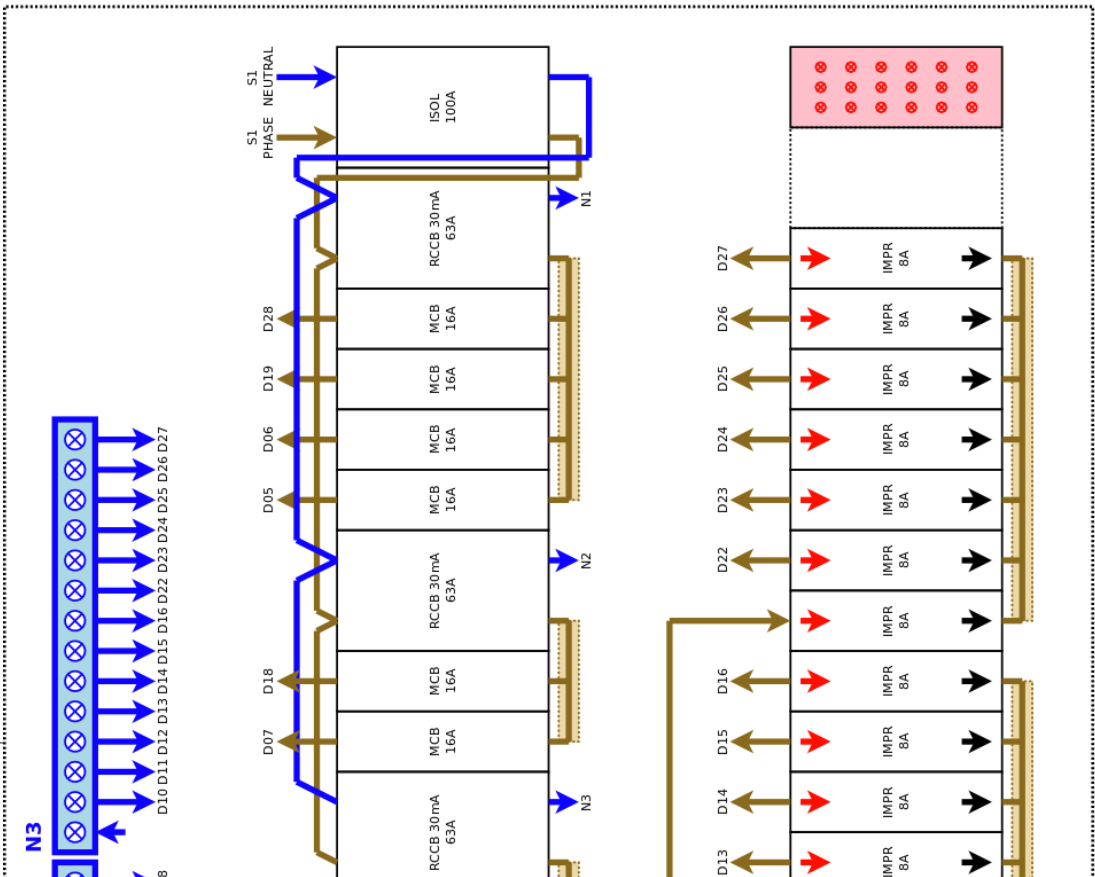 S1
NEUTRAL
S1
PHASE
ISOL
100A
RCCB 30mA
63A
N1
D28
MCB
16A
D19
MCB
16A
D06
MCB
16A
D05
MCB
16A
RCCB 30mA
63A
N2
D18
MCB
16A
D07
MCB
16A
RCCB 30mA
63A
N3
D27
D26
D25
D24
D23
D22
D16
D15
D14
D13
D12
D11
D10
N3
8
D27
IMPR
8A
D26
IMPR
8A
D25
IMPR
8A
D24
IMPR
8A
D23
IMPR
8A
D22
IMPR
8A
IMPR
8A
D16
IMPR
8A
D15
IMPR
8A
D14
IMPR
8A
D13
IMPR
8A